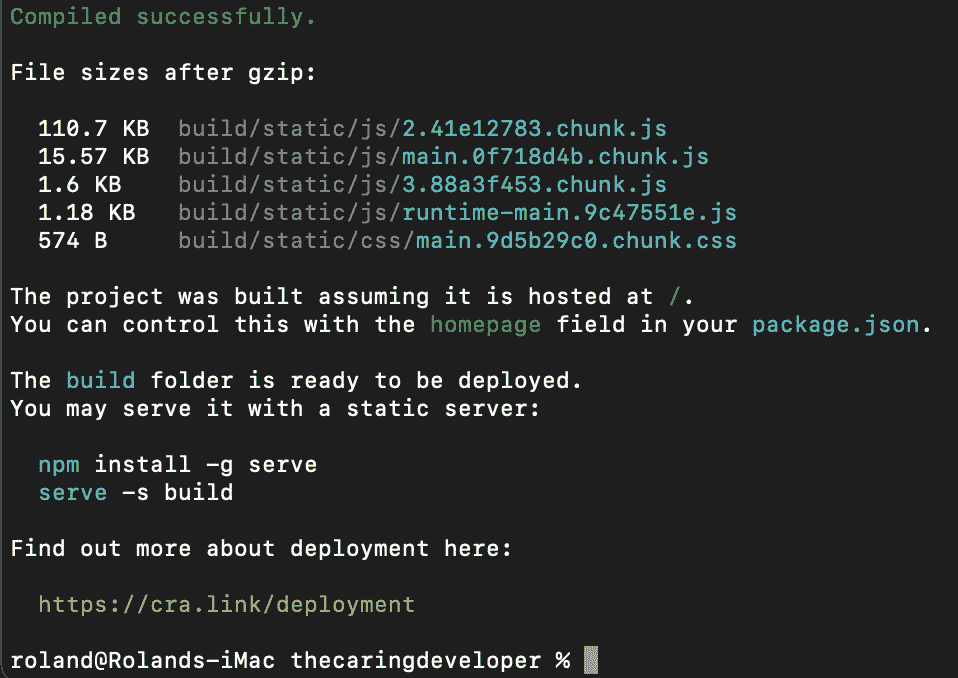 Compiled successfully.
File sizes after gzip:
110.7 KB  build/static/js/2.41e12783.chunk.js
15.57 KB  build/static/js/main.0f718d4b.chunk.js
1.6 KB    build/static/js/3.88a3f453.chunk.js
1.18 KB   build/static/js/runtime-main.9c47551e.js
574 B     build/static/css/main.9d5b29c0.chunk.css
The project was built assuming it is hosted at /.
You can control this with the homepage field in your package.json.
The build folder is ready to be deployed.
You may serve it with a static server:
npm install -g serve
serve -s build
Find out more about deployment here:
https://cra.link/deployment
roland@Rolands-iMac thecaringdeveloper %